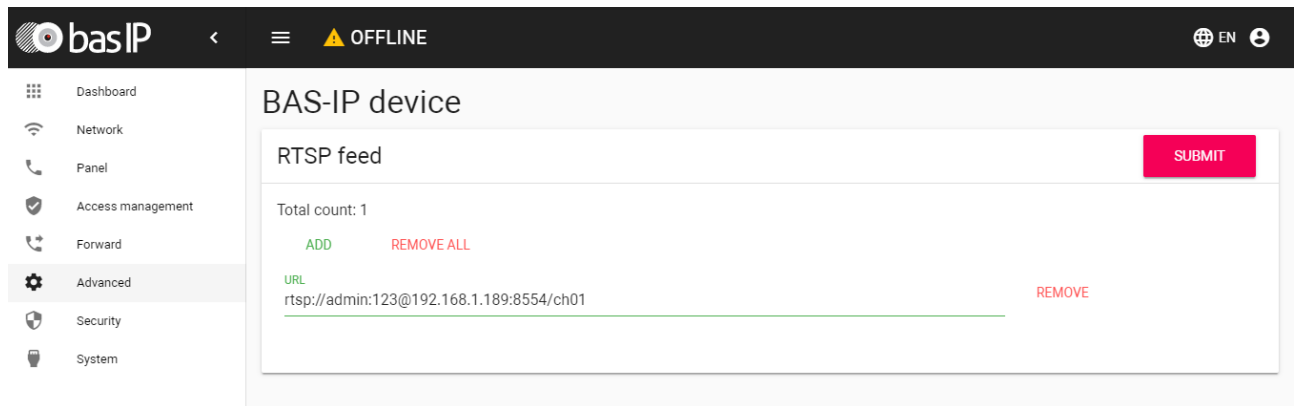 bas IP
OFFLINE
EN
Dashboard
Network
Panel
Access management
Forward
Advanced
Security
System
BAS-IP device
RTSP feed
SUBMIT
Total count: 1
ADD
REMOVE ALL
URL
rtsp://admin:123@192.168.1.189:8554/ch01
REMOVE